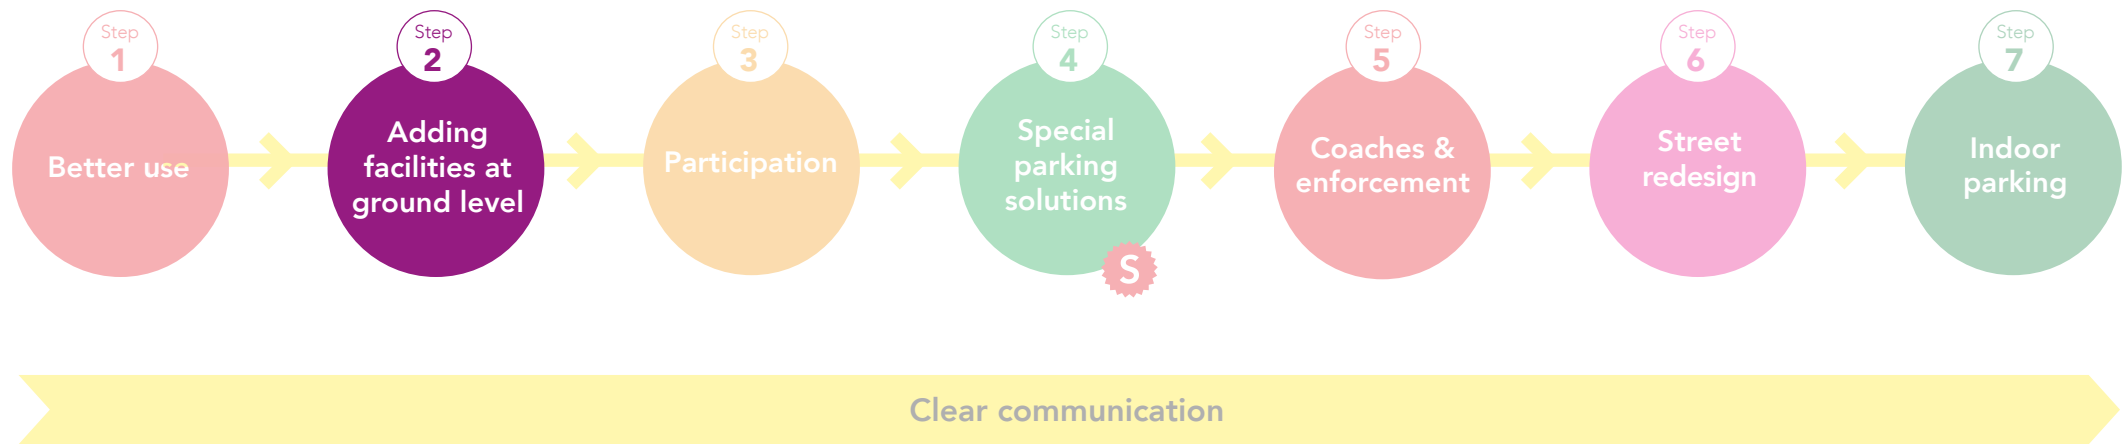 Step
1
Better use
Step
2
Adding
facilities at
ground level
Step
3
Participation
Step
4
Special
parking
solutions
S
Step
5
Coaches &
enforcement
Step
6
Street
redesign
Step
7
Indoor
parking
Clear communication